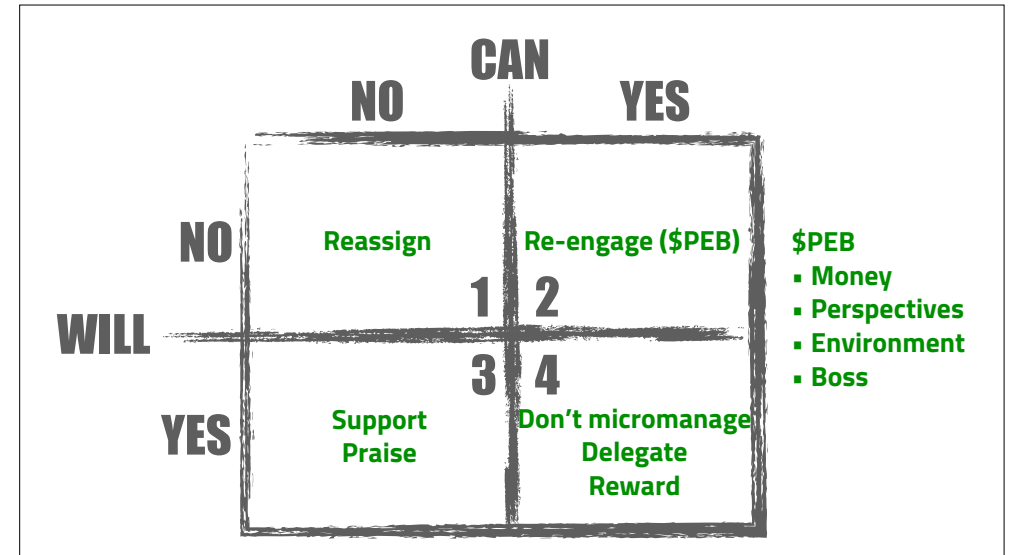 CAN
NO YES
NO
Reassign
Re-engage ($PEB)
1 2
WILL
3 4
YES
Support
Praise
Don't micromanage
Delegate
Reward
$PEB
▪ Money
▪ Perspectives
▪ Environment
▪ Boss